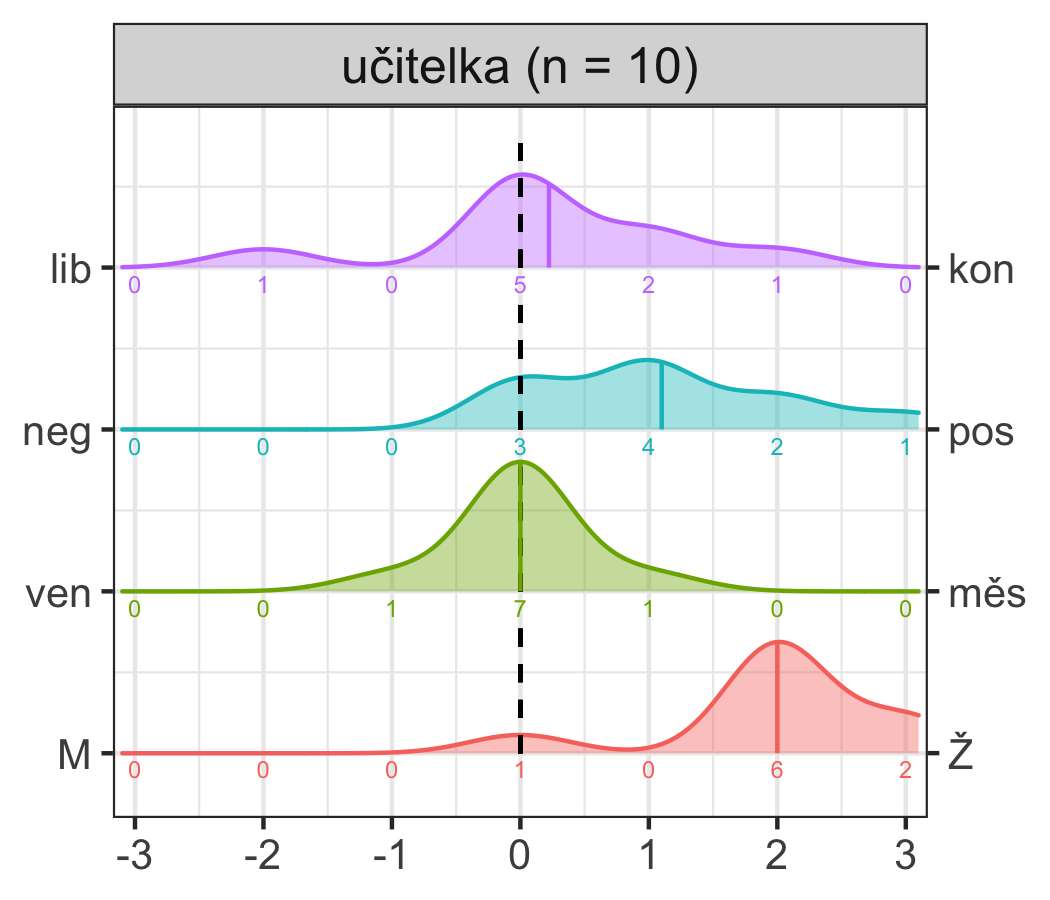 učitelka (n = 10)
lib kon
0 1 0 5 2 1 0
neg pos
0 0 0 3 4 2 1
ven měs
0 0 1 7 1 0 0
M Ž
0 0 0 1 0 6 2
-3 -2 -1 0 1 2 3